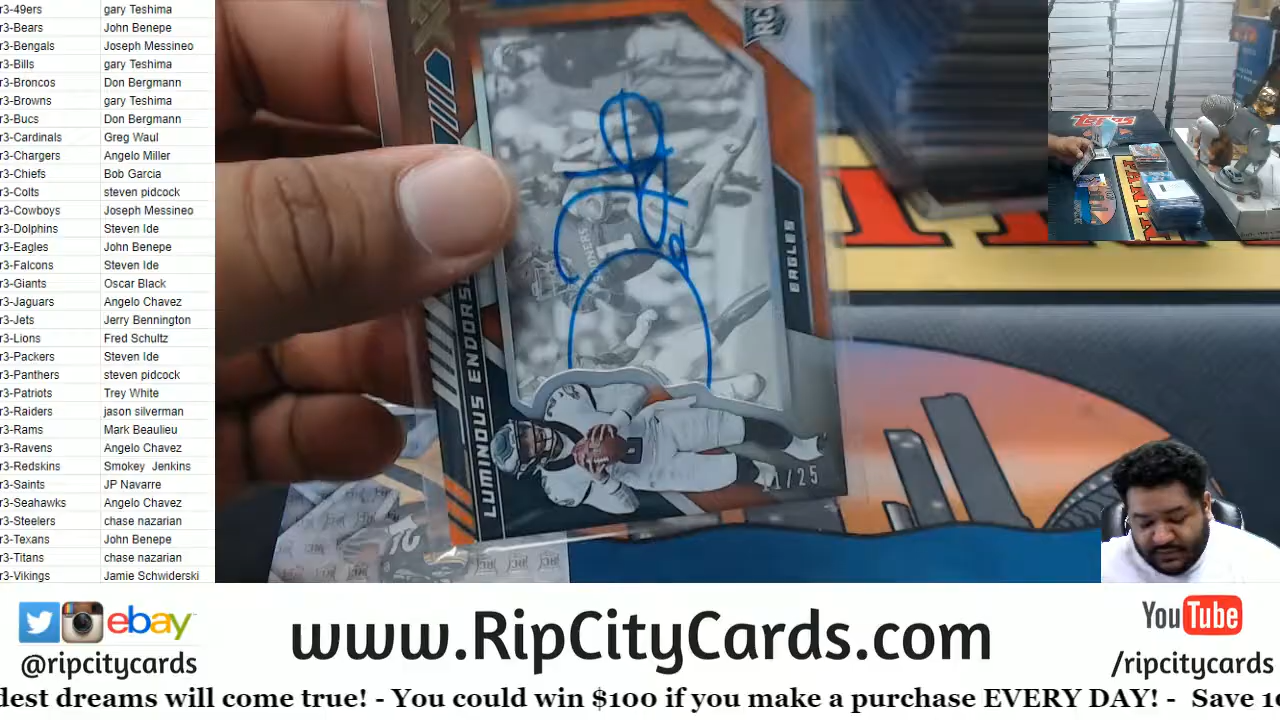 r3-49ers gary Teshima
r3-Bears John Benepe
r3-Bengals Joseph Messineo
r3-Bills gary Teshima
r3-Broncos Don Bergmann
r3-Browns gary Teshima
r3-Bucs Don Bergmann
r3-Cardinals Greg Waul
r3-Chargers Angelo Miller
r3-Chiefs Bob Garcia
r3-Colts steven pidcock
r3-Cowboys Joseph Messineo
r3-Dolphins Steven Ide
r3-Eagles John Benepe
r3-Falcons Steven Ide
r3-Giants Oscar Black
r3-Jaguars Angelo Chavez
r3-Jets Jerry Bennington
r3-Lions Fred Schultz
r3-Packers Steven Ide
r3-Panthers steven pidcock
r3-Patriots Trey White
r3-Raiders jason silverman
r3-Rams Mark Beaulieu
r3-Ravens Angelo Chavez
r3-Redskins Smokey Jenkins
r3-Saints JP Navarre
r3-Seahawks Angelo Chavez
r3-Steelers chase nazarian
r3-Texans John Benepe
r3-Titans chase nazarian
r3-Vikings Jamie Schwiderski
RC
EAGLES
LUMINOUS ENDORS
11/25
Topps
PANINI
ebay
@ripcitycards
www.RipCityCards.com
YouTube
/ripcitycards
dest dreams will come true! - You could win $100 if you make a purchase EVERY DAY! - Save